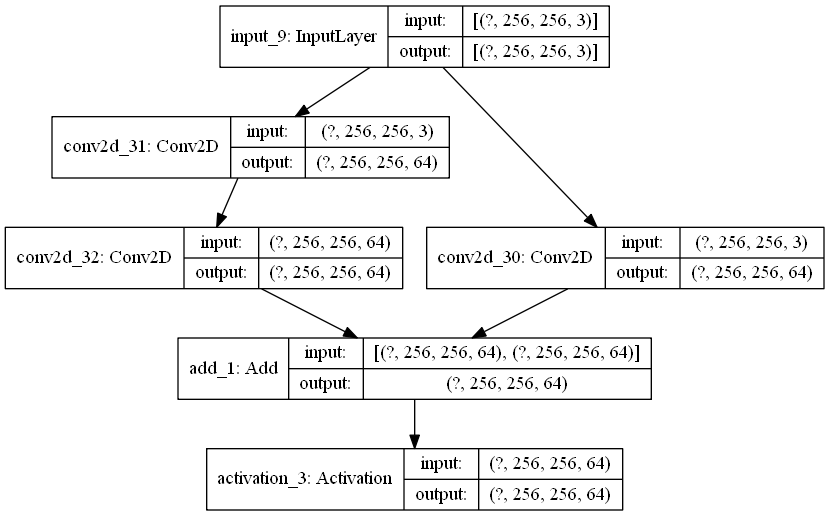 input_9: InputLayer
input: [(?, 256, 256, 3)]
output: [(?, 256, 256, 3)]
conv2d_31: Conv2D
input: (?, 256, 256, 3)
output: (?, 256, 256, 64)
conv2d_32: Conv2D
input: (?, 256, 256, 64)
output: (?, 256, 256, 64)
conv2d_30: Conv2D
input: (?, 256, 256, 3)
output: (?, 256, 256, 64)
add_1: Add
input: [(?, 256, 256, 64), (?, 256, 256, 64)]
output: (?, 256, 256, 64)
activation_3: Activation
input: (?, 256, 256, 64)
output: (?, 256, 256, 64)